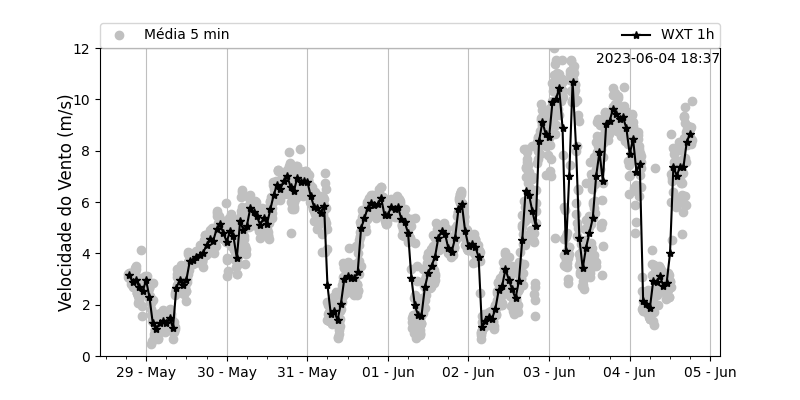 Média 5 min
WXT 1h
2023-06-04 18:37
Velocidade do Vento (m/s)
12
10
8
6
4
2
0
29 - May
30 - May
31 - May
01 - Jun
02 - Jun
03 - Jun
04 - Jun
05 - Jun